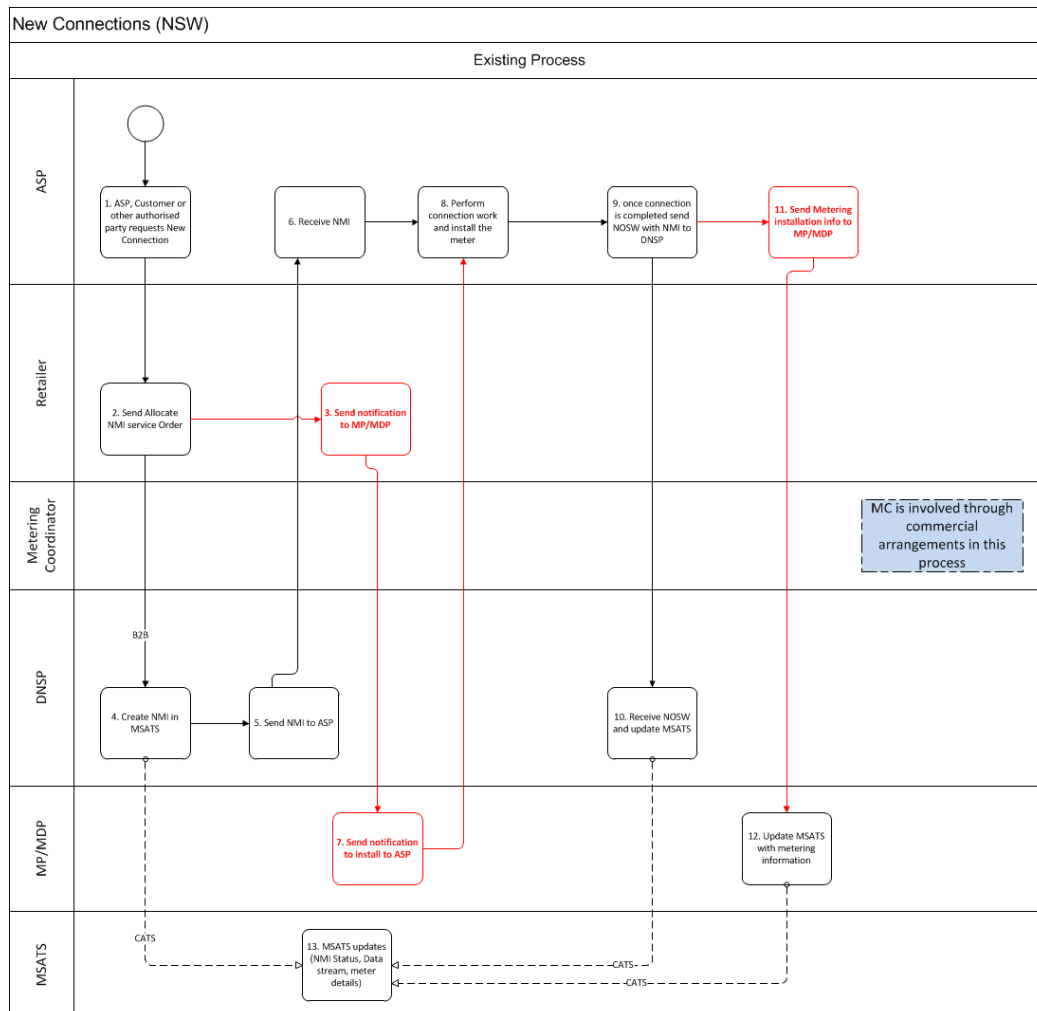 New Connections (NSW)
Existing Process
ASP
1. ASP, Customer or
other authorised
party requests New
Connection
6. Receive NMI
8. Perform
connection work
and install the
meter
9. once connection
is completed send
NOSW with NMI to
DNSP
11. Send Metering
installation info to
MP/MDP
Retailer
2. Send Allocate
NMI service Order
3. Send notification
to MP/MDP
Metering
Coordinator
MC is involved through
commercial
arrangements in this
process
DNSP
B2B
4. Create NMI in
MSATS
5. Send NMI to ASP
10. Receive NOSW
and update MSATS
MP/MDP
7. Send notification
to install to ASP
12. Update MSATS
with metering
information
MSATS
CATS
13. MSATS updates
(NMI Status, Data
stream, meter
details)
CATS
CATS